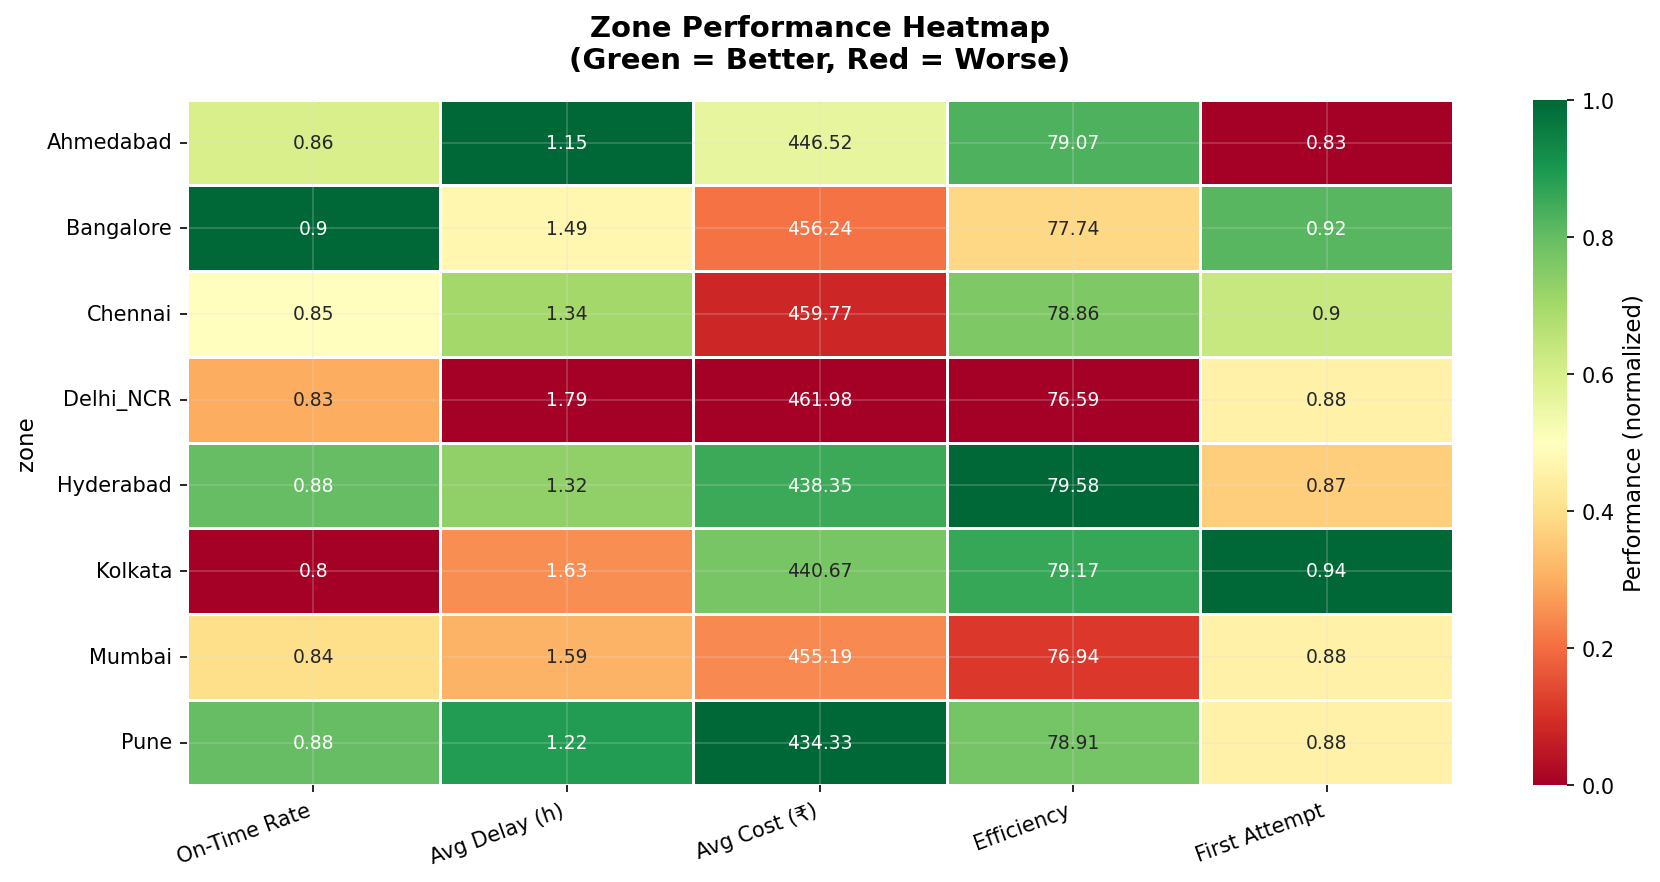 Zone Performance Heatmap
(Green = Better, Red = Worse)
zone
Ahmedabad 0.86 1.15 446.52 79.07 0.83
Bangalore 0.9 1.49 456.24 77.74 0.92
Chennai 0.85 1.34 459.77 78.86 0.9
Delhi_NCR 0.83 1.79 461.98 76.59 0.88
Hyderabad 0.88 1.32 438.35 79.58 0.87
Kolkata 0.8 1.63 440.67 79.17 0.94
Mumbai 0.84 1.59 455.19 76.94 0.88
Pune 0.88 1.22 434.33 78.91 0.88
On-Time Rate Avg Delay (h) Avg Cost (₹) Efficiency First Attempt
1.0
0.8
0.6
0.4
0.2
0.0
Performance (normalized)